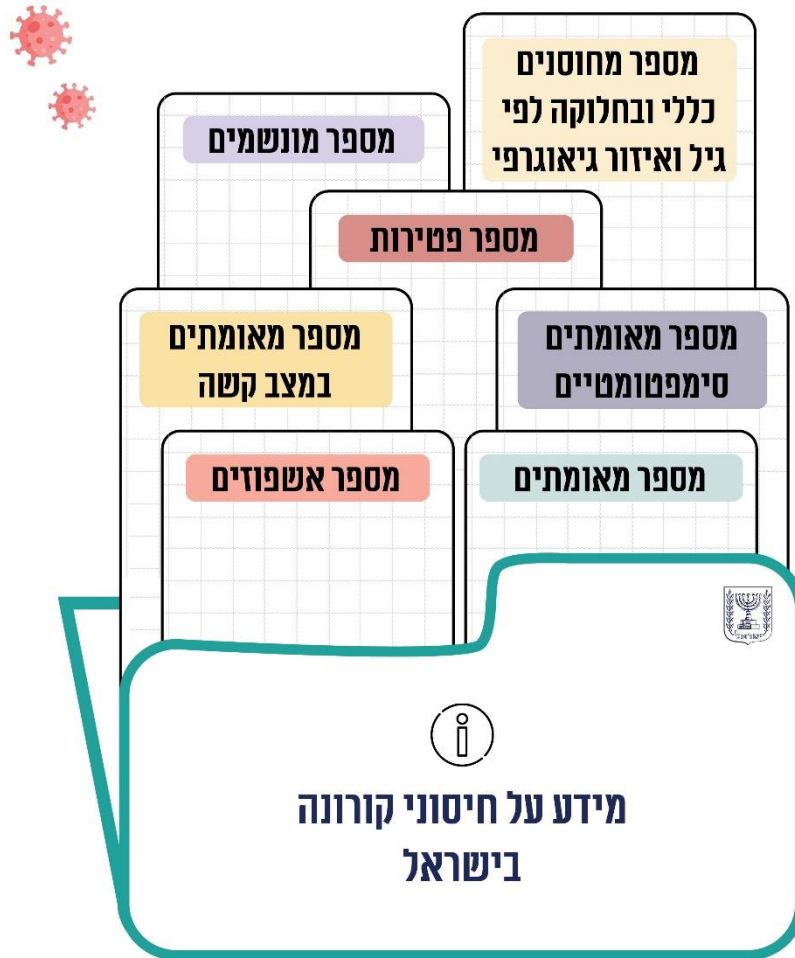 מספר מחוסנים
כללי ובחלוקה לפי
גיל ואיזור גיאוגרפי
מספר מונשמים
מספר פטירות
מספר מאומתים
סימפטומטיים
מספר מאומתים
במצב קשה
מספר מאומתים
מספר אשפוזים
מידע על חיסוני קורונה
בישראל